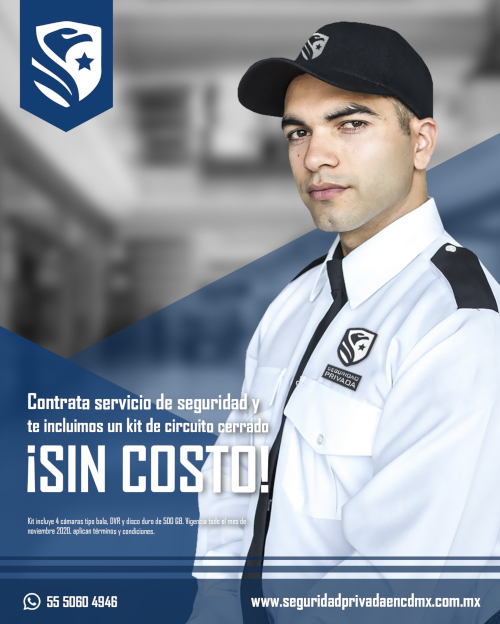 SEGURIDAD
PRIVADA
Contrata servicio de seguridad y
te incluimos un kit de circuito cerrado
¡SIN COSTO!
Kit incluye 4 cámaras tipo bala, DVR y disco duro de 500 GB. Vigencia todo el mes de
noviembre 2020, aplican términos y condiciones.
55 5060 4946
www.seguridadprivadaencdmx.com.mx